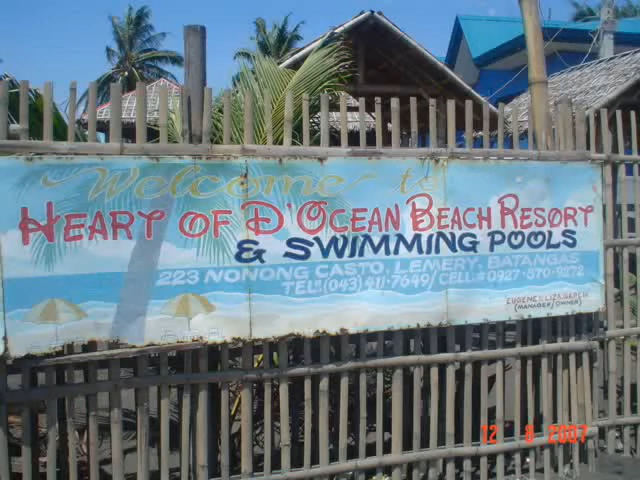 Welcome to
HEART OF D'OCEAN BEACH RESORT
& SWIMMING POOLS
223 NONONG CASTO, LEMERY, BATANGAS
TEL# (043) 411-7649/ CELL.# 0927-870-9272
(MANAGER/OWNER)
12 8 2007